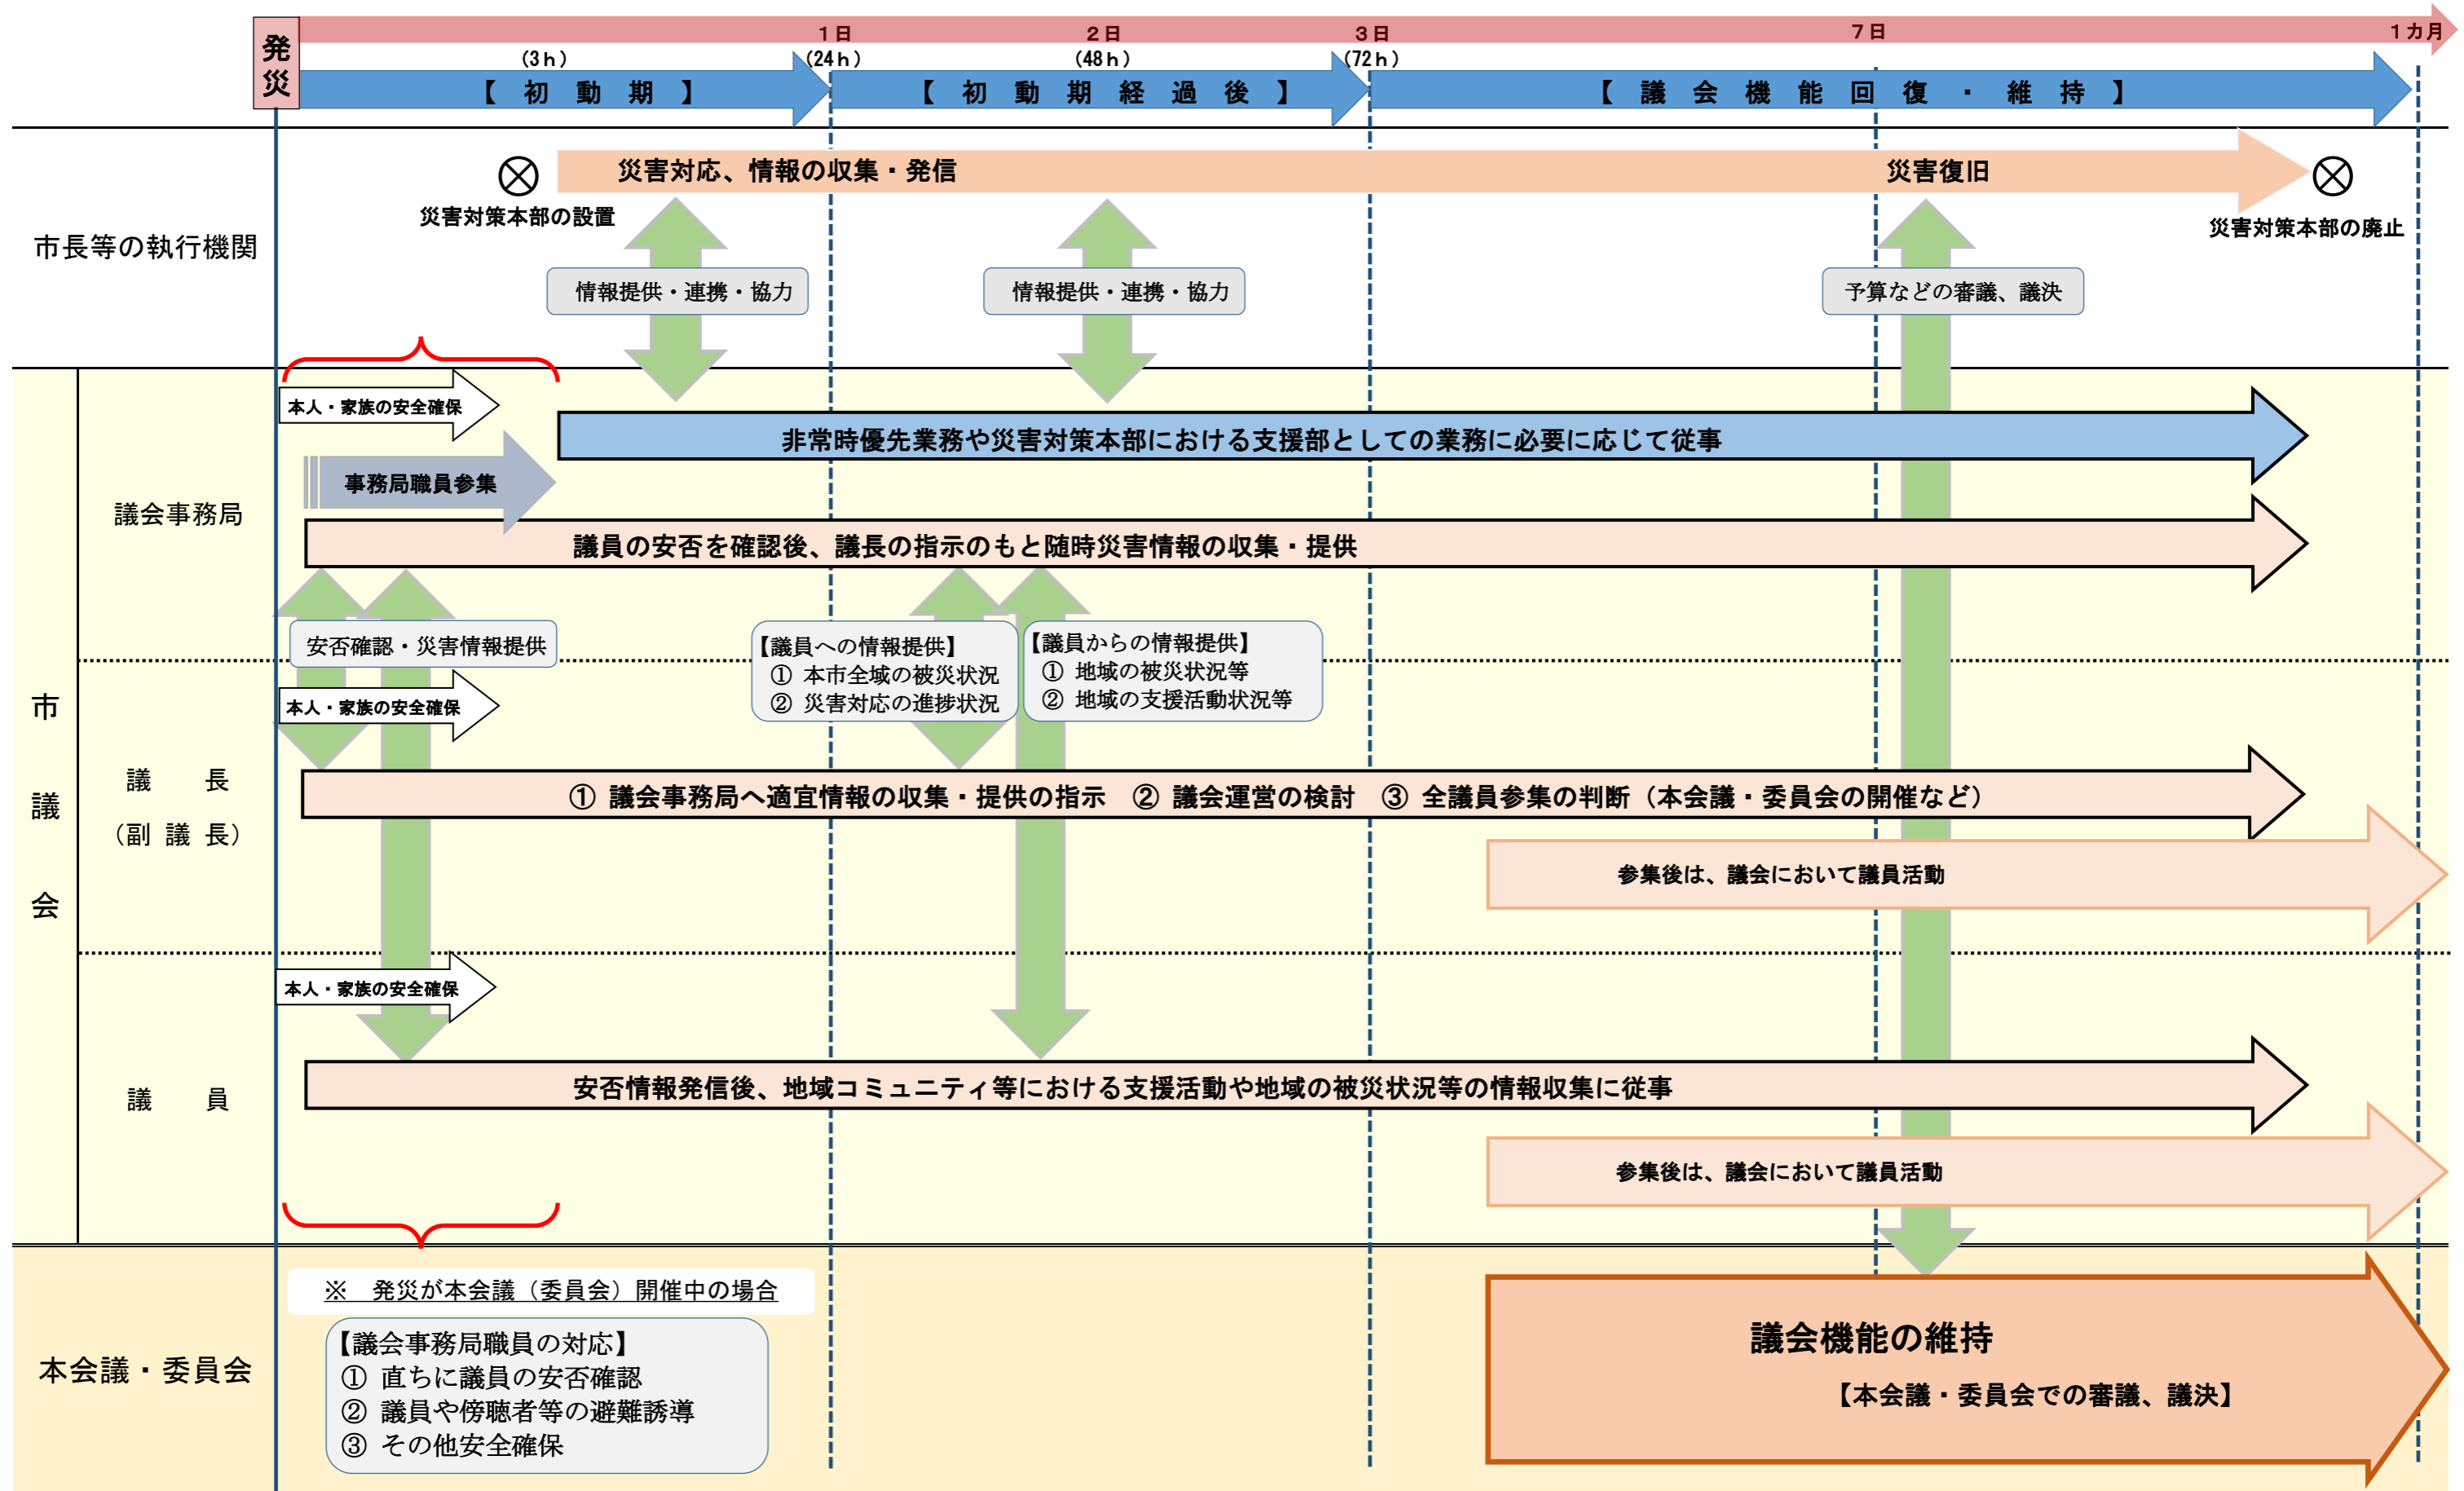 発災
1日
2日
3日
7日
1カ月
(3h)
(24h)
(48h)
(72h)
【初動期】
【初動期経過後】
【議会機能回復・維持】
市長等の執行機関
災害対策本部の設置
災害対応、情報の収集・発信
災害復旧
災害対策本部の廃止
情報提供・連携・協力
情報提供・連携・協力
予算などの審議、議決
市議会
議会事務局
本人・家族の安全確保
非常時優先業務や災害対策本部における支援部としての業務に必要に応じて従事
事務局職員参集
議員の安否を確認後、議長の指示のもと随時災害情報の収集・提供
安否確認・災害情報提供
【議員への情報提供】
① 本市全域の被災状況
② 災害対応の進捗状況
【議員からの情報提供】
① 地域の被災状況等
② 地域の支援活動状況等
議長
（副議長）
本人・家族の安全確保
① 議会事務局へ適宜情報の収集・提供の指示 ② 議会運営の検討 ③ 全議員参集の判断（本会議・委員会の開催など）
参集後は、議会において議員活動
議員
本人・家族の安全確保
安否情報発信後、地域コミュニティ等における支援活動や地域の被災状況等の情報収集に従事
参集後は、議会において議員活動
本会議・委員会
※ 発災が本会議（委員会）開催中の場合
【議会事務局職員の対応】
① 直ちに議員の安否確認
② 議員や傍聴者等の避難誘導
③ その他安全確保
議会機能の維持
【本会議・委員会での審議、議決】